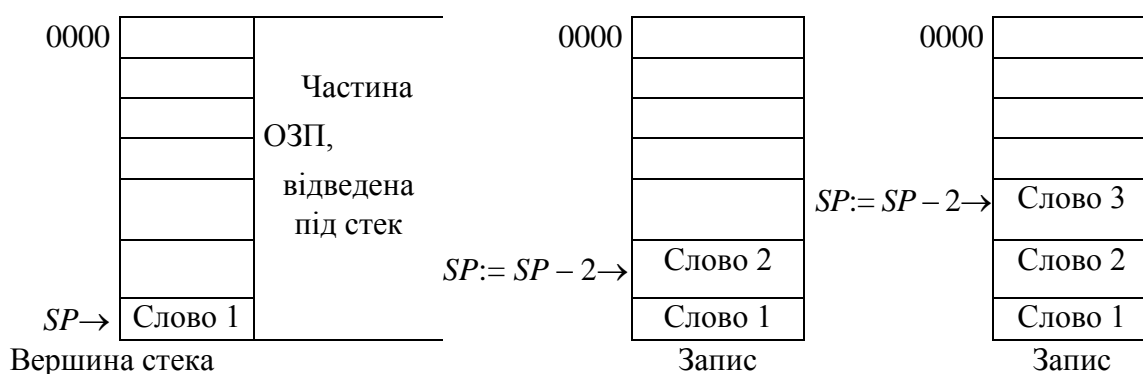 0000
Частина
ОЗП,
відведена
під стек
SP→ Слово 1
Вершина стека
0000
SP:= SP – 2→ Слово 2
Слово 1
Запис
0000
SP:= SP – 2→ Слово 3
Слово 2
Слово 1
Запис